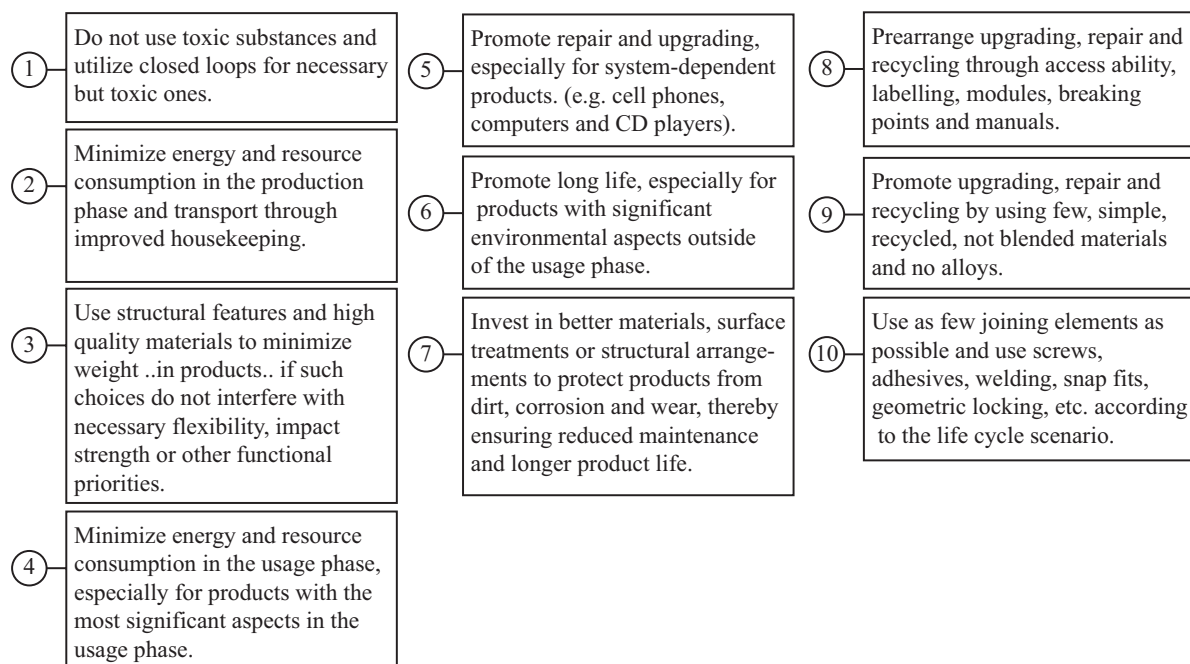 1
Do not use toxic substances and
utilize closed loops for necessary
but toxic ones.
2
Minimize energy and resource
consumption in the production
phase and transport through
improved housekeeping.
3
Use structural features and high
quality materials to minimize
weight ..in products.. if such
choices do not interfere with
necessary flexibility, impact
strength or other functional
priorities.
4
Minimize energy and resource
consumption in the usage phase,
especially for products with the
most significant aspects in the
usage phase.
5
Promote repair and upgrading,
especially for system-dependent
products. (e.g. cell phones,
computers and CD players).
6
Promote long life, especially for
products with significant
environmental aspects outside
of the usage phase.
7
Invest in better materials, surface
treatments or structural arrange-
ments to protect products from
dirt, corrosion and wear, thereby
ensuring reduced maintenance
and longer product life.
8
Prearrange upgrading, repair and
recycling through access ability,
labelling, modules, breaking
points and manuals.
9
Promote upgrading, repair and
recycling by using few, simple,
recycled, not blended materials
and no alloys.
10
Use as few joining elements as
possible and use screws,
adhesives, welding, snap fits,
geometric locking, etc. according
to the life cycle scenario.